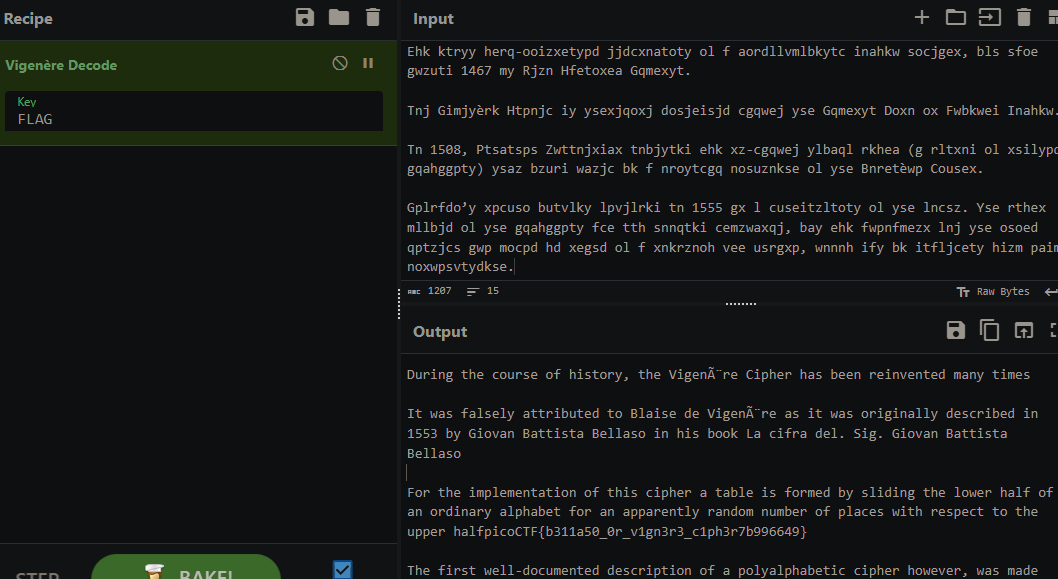 Recipe
Vigenère Decode
Key
FLAG
STEP
BAKE!
Input
Ehk ktryy herq-ooizxetypd jjdcxnatoty ol f aordllvmlbkytc inahkw socjgex, bls sfoe
gwzuti 1467 my Rjzn Hfetoxea Gqmexyt.
Tnj Gimjyèrk Htpnjc iy ysexjqoxj dosjeisjd cgqwej yse Gqmexyt Doxn ox Fwbkwei Inahkw.
Tn 1508, Ptsatsps Zwttnjxiax tnbjytki ehk xz-cgqwej ylbaql rkhea (g rltxni ol xsilypd
gqahggpty) ysaz bzuri wazjc bk f nroytcgq nosuznkse ol yse Bnretèwp Cousex.
Gplrfdo’y xpcuso butvlky lpvjlrki tn 1555 gx l cuseitzltoty ol yse lncsz. Yse rthex
mllbjd ol yse gqahggpty fce tth snnqtki cemzwaxqj, bay ehk fwpnfmezx lnj yse osoed
qptzjcs gwp mocpd hd xegsd ol f xnkrznoh vee usrgxp, wnnnh ify bk itfljcety hizm paim
noxwpsvtydkse.
ABC 1207 15 Raw Bytes
Output
During the course of history, the VigenÃ¨re Cipher has been reinvented many times
It was falsely attributed to Blaise de VigenÃ¨re as it was originally described in
1553 by Giovan Battista Bellaso in his book La cifra del. Sig. Giovan Battista
Bellaso
For the implementation of this cipher a table is formed by sliding the lower half of
an ordinary alphabet for an apparently random number of places with respect to the
upper halfpicoCTF{b311a50_0r_v1gn3r3_c1ph3r7b996649}
The first well-documented description of a polyalphabetic cipher however, was made